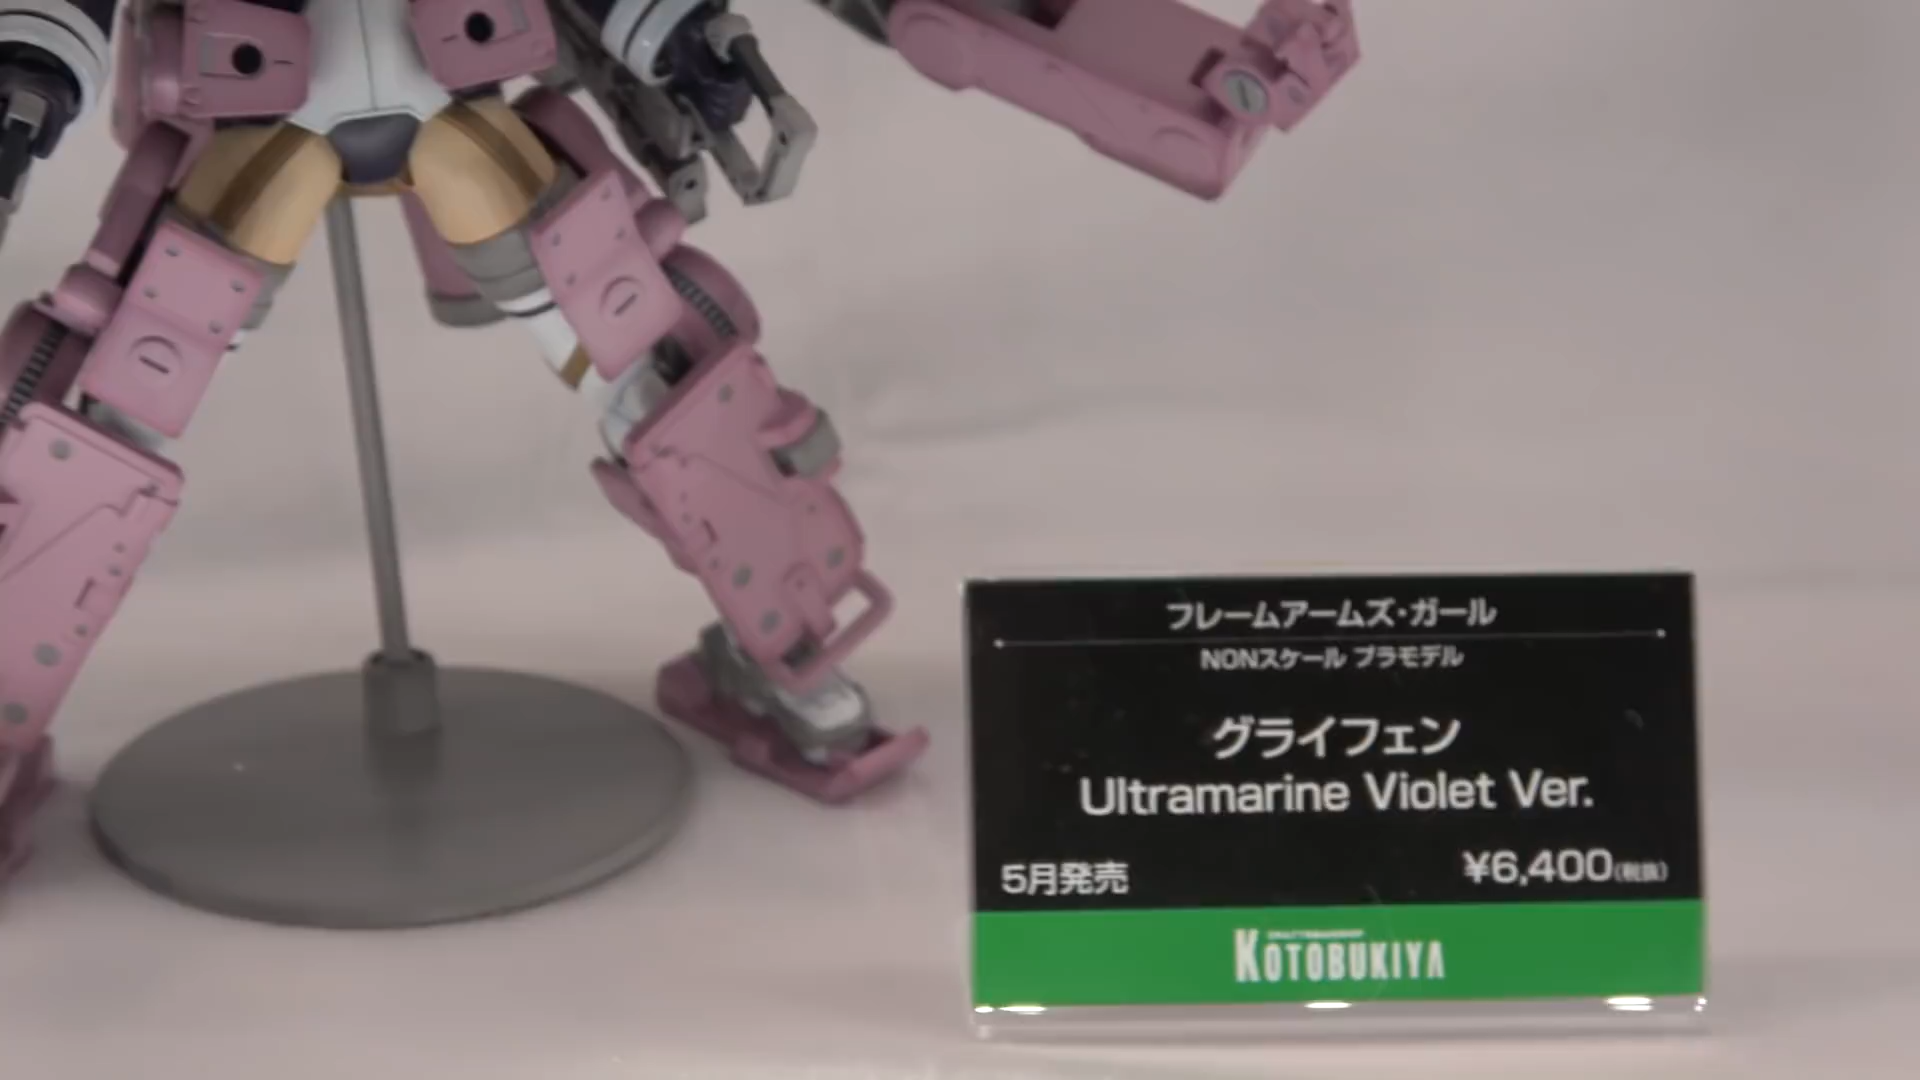 フレームアームズ・ガール
NONスケール プラモデル
グライフェン
Ultramarine Violet Ver.
5月発売
¥6,400(税抜)
KOTOBUKIYA